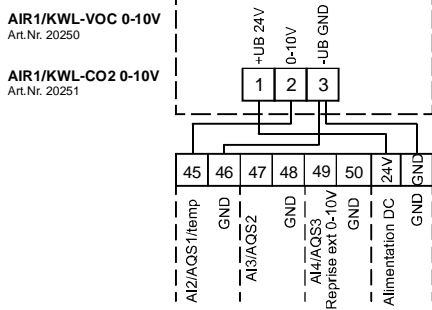 AIR1/KWL-VOC 0-10V
Art.Nr. 20250
AIR1/KWL-CO2 0-10V
Art.Nr. 20251
+UB 24V
0-10V
-UB GND
1 2 3
45 46 47 48 49 50 24V GND
AI2/AQS1/temp
GND
AI3/AQS2
GND
AI4/AQS3
Reprise ext 0-10V
GND
Alimentation DC
GND